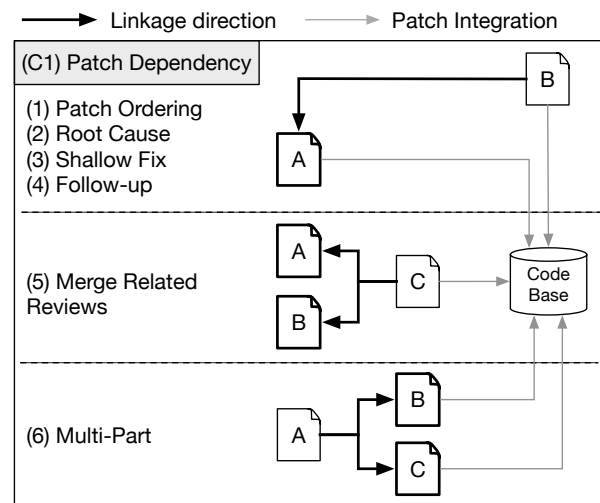 Linkage direction
Patch Integration
(C1) Patch Dependency
B
(1) Patch Ordering
(2) Root Cause
(3) Shallow Fix
(4) Follow-up
A
A
(5) Merge Related
Reviews
C
B
Code
Base
(6) Multi-Part
A
B
C